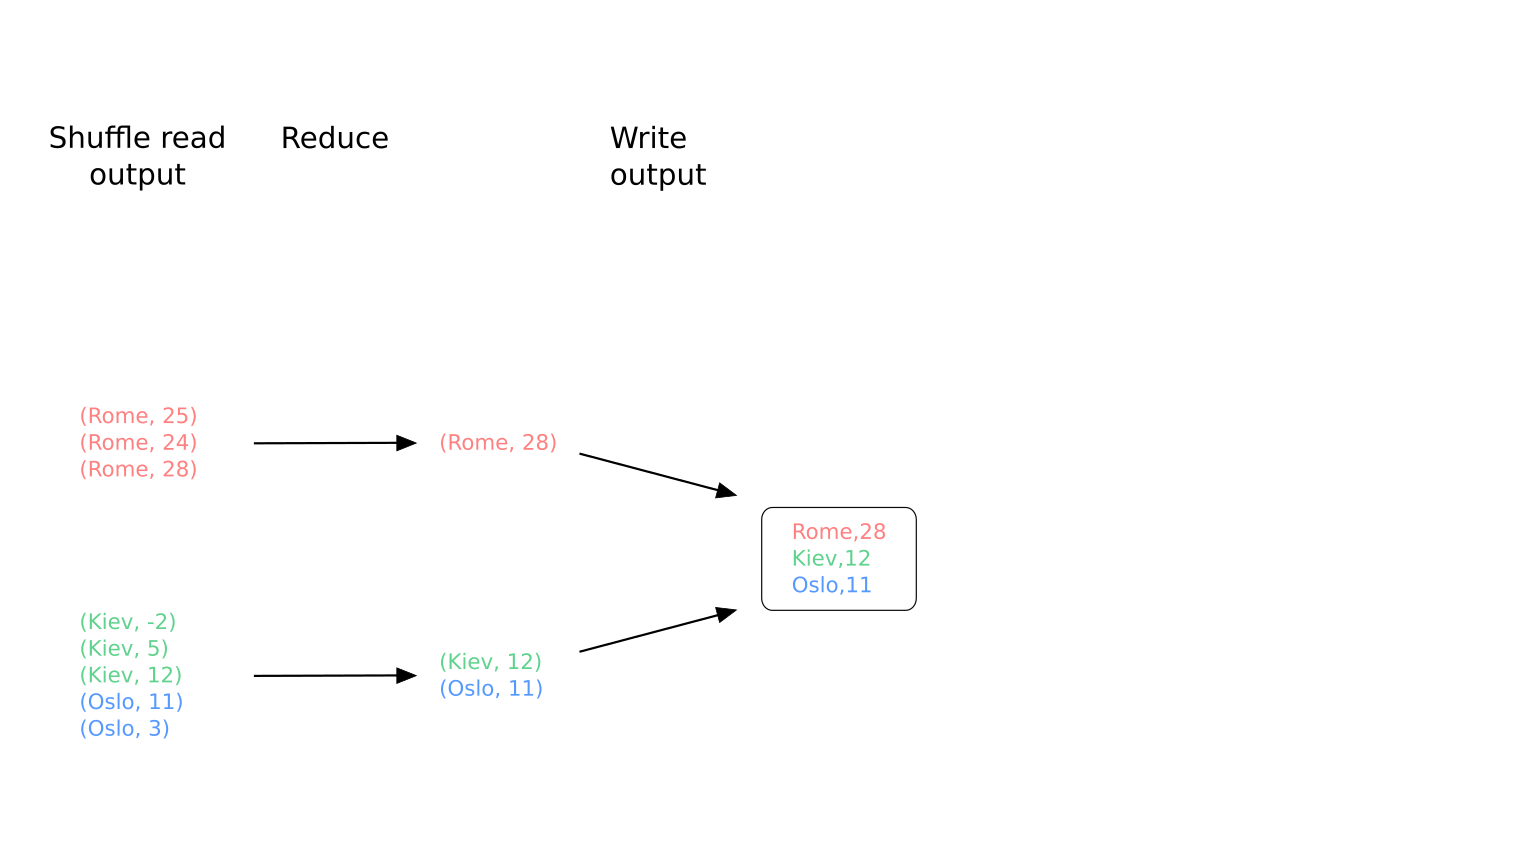 Shuffle read
output
Reduce
Write
output
(Rome, 25)
(Rome, 24)
(Rome, 28)
(Rome, 28)
Rome,28
Kiev,12
Oslo,11
(Kiev, -2)
(Kiev, 5)
(Kiev, 12)
(Oslo, 11)
(Oslo, 3)
(Kiev, 12)
(Oslo, 11)